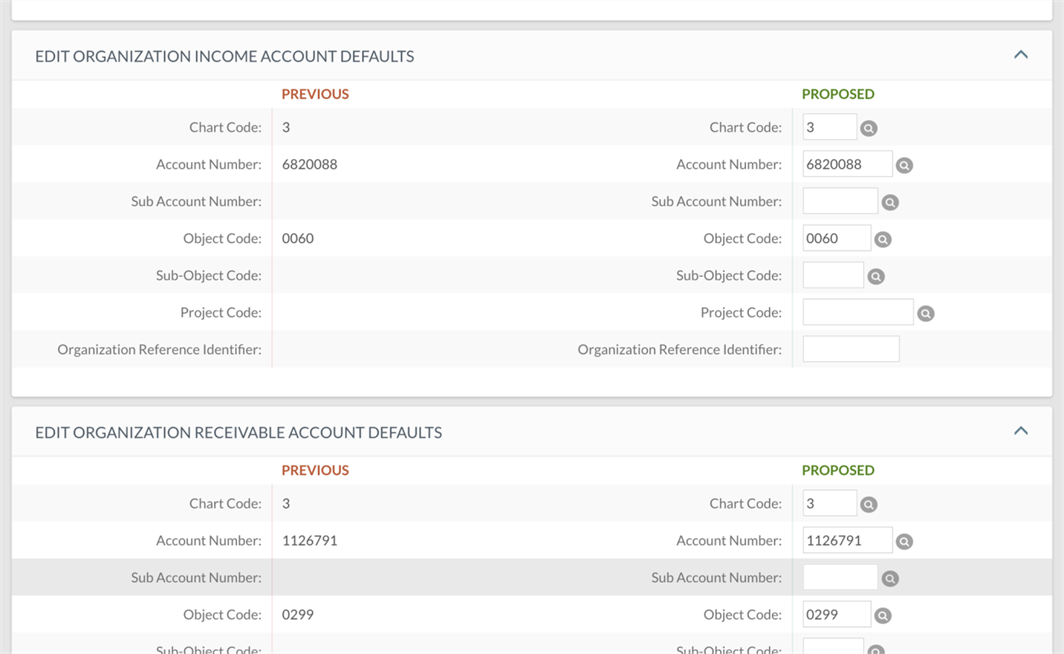 EDIT ORGANIZATION INCOME ACCOUNT DEFAULTS
PREVIOUS PROPOSED
Chart Code: 3 Chart Code: 3
Account Number: 6820088 Account Number: 6820088
Sub Account Number: Sub Account Number:
Object Code: 0060 Object Code: 0060
Sub-Object Code: Sub-Object Code:
Project Code: Project Code:
Organization Reference Identifier: Organization Reference Identifier:
EDIT ORGANIZATION RECEIVABLE ACCOUNT DEFAULTS
PREVIOUS PROPOSED
Chart Code: 3 Chart Code: 3
Account Number: 1126791 Account Number: 1126791
Sub Account Number: Sub Account Number:
Object Code: 0299 Object Code: 0299
Sub-Object Code: Sub-Object Code: